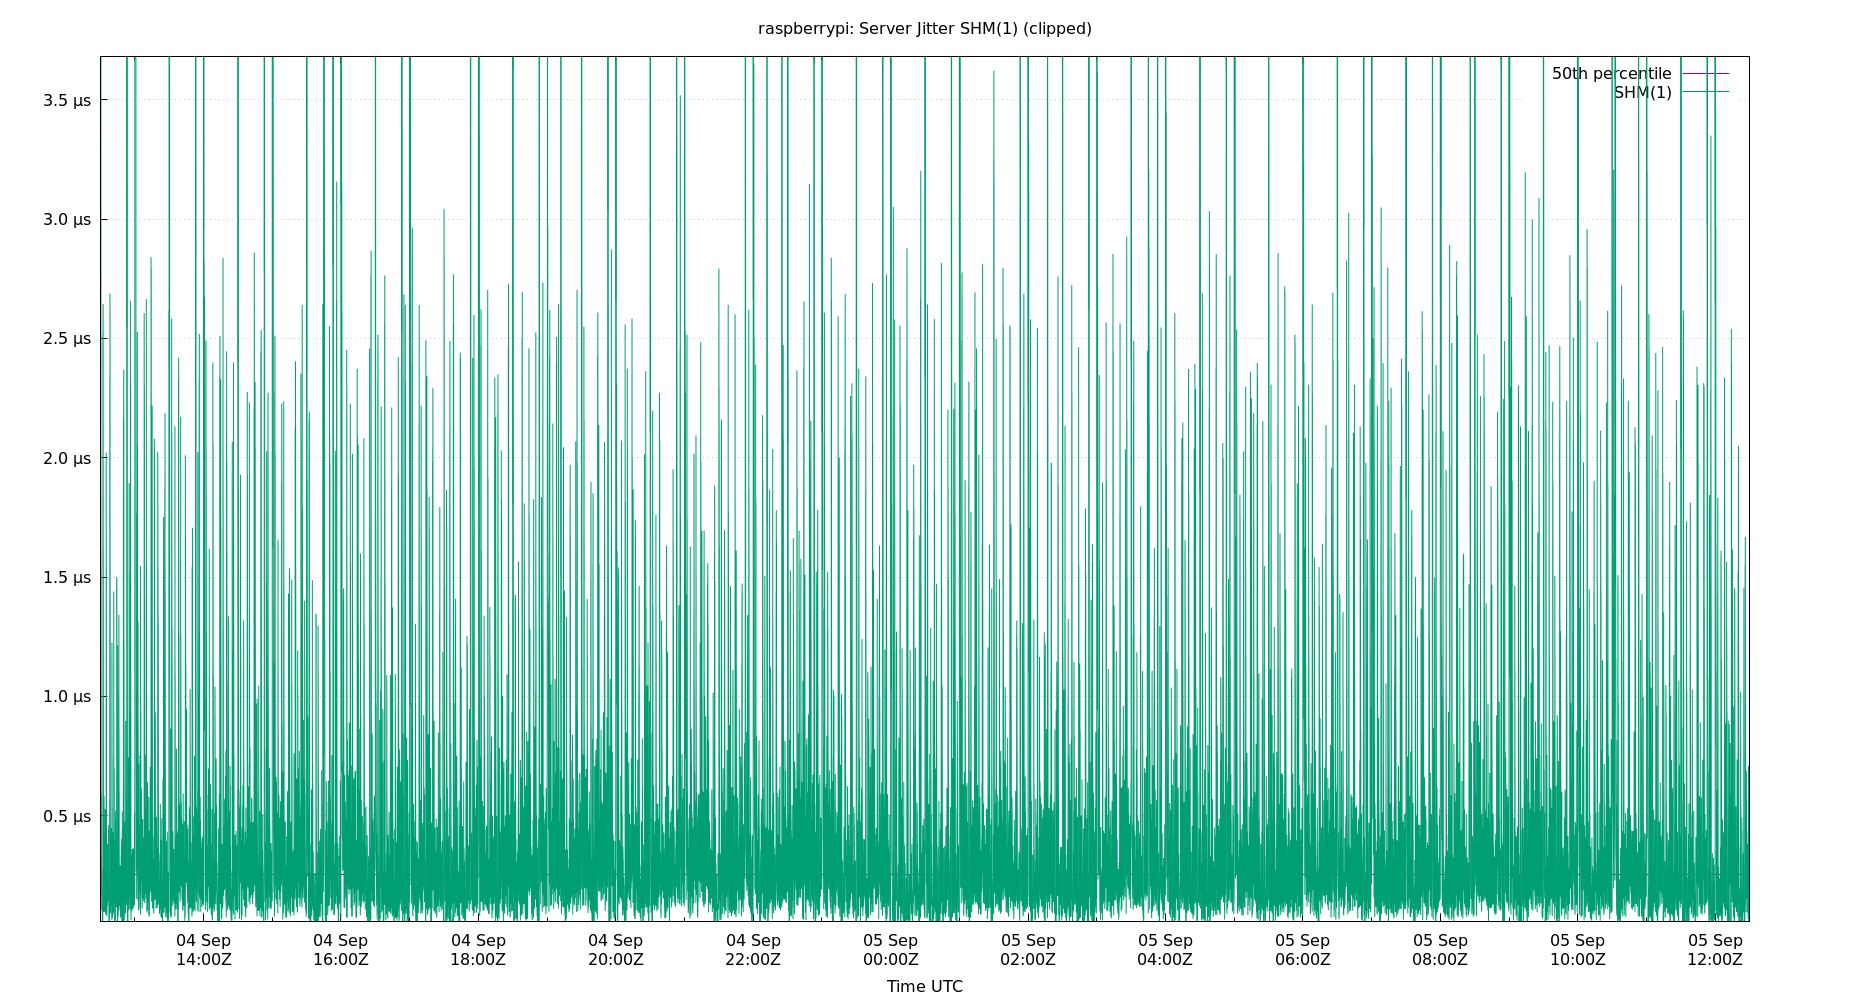 raspberrypi: Server Jitter SHM(1) (clipped)
50th percentile
SHM(1)
3.5 µs
3.0 µs
2.5 µs
2.0 µs
1.5 µs
1.0 µs
0.5 µs
04 Sep 04 Sep 04 Sep 04 Sep 04 Sep 05 Sep 05 Sep 05 Sep 05 Sep 05 Sep 05 Sep 05 Sep
14:00Z 16:00Z 18:00Z 20:00Z 22:00Z 00:00Z 02:00Z 04:00Z 06:00Z 08:00Z 10:00Z 12:00Z
Time UTC